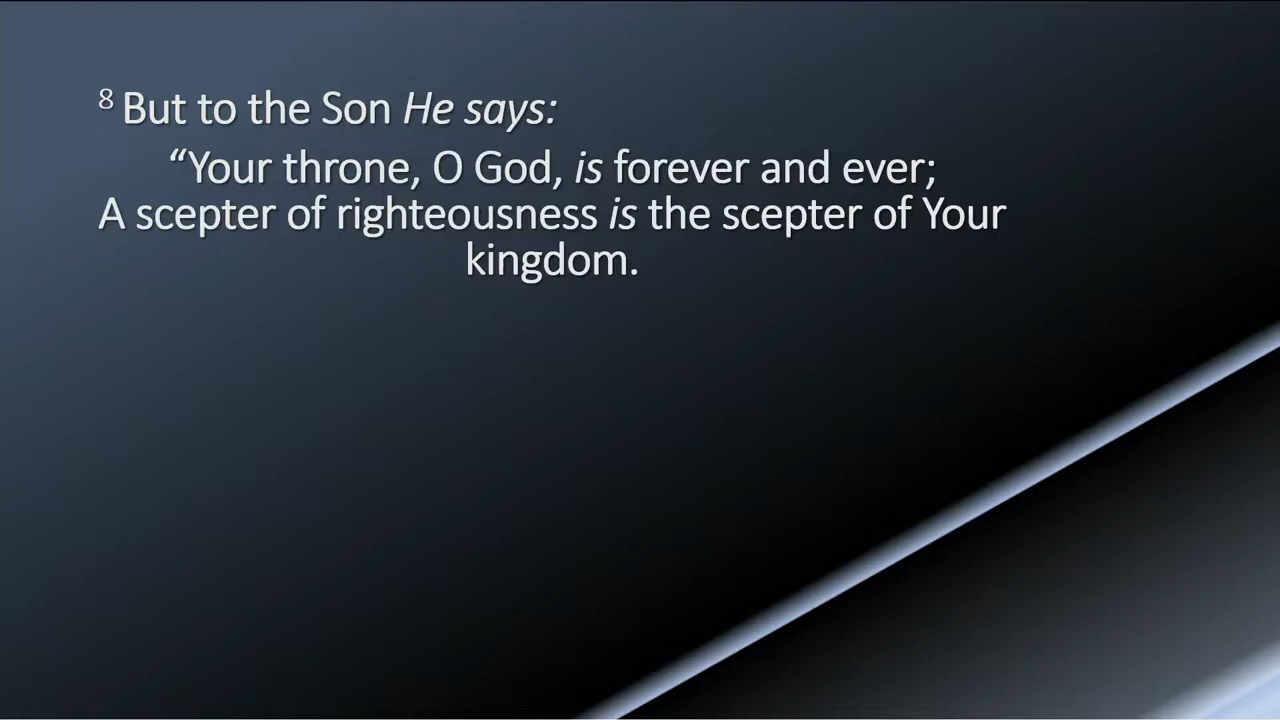 8 But to the Son He says:
“Your throne, O God, is forever and ever;
A scepter of righteousness is the scepter of Your
kingdom.